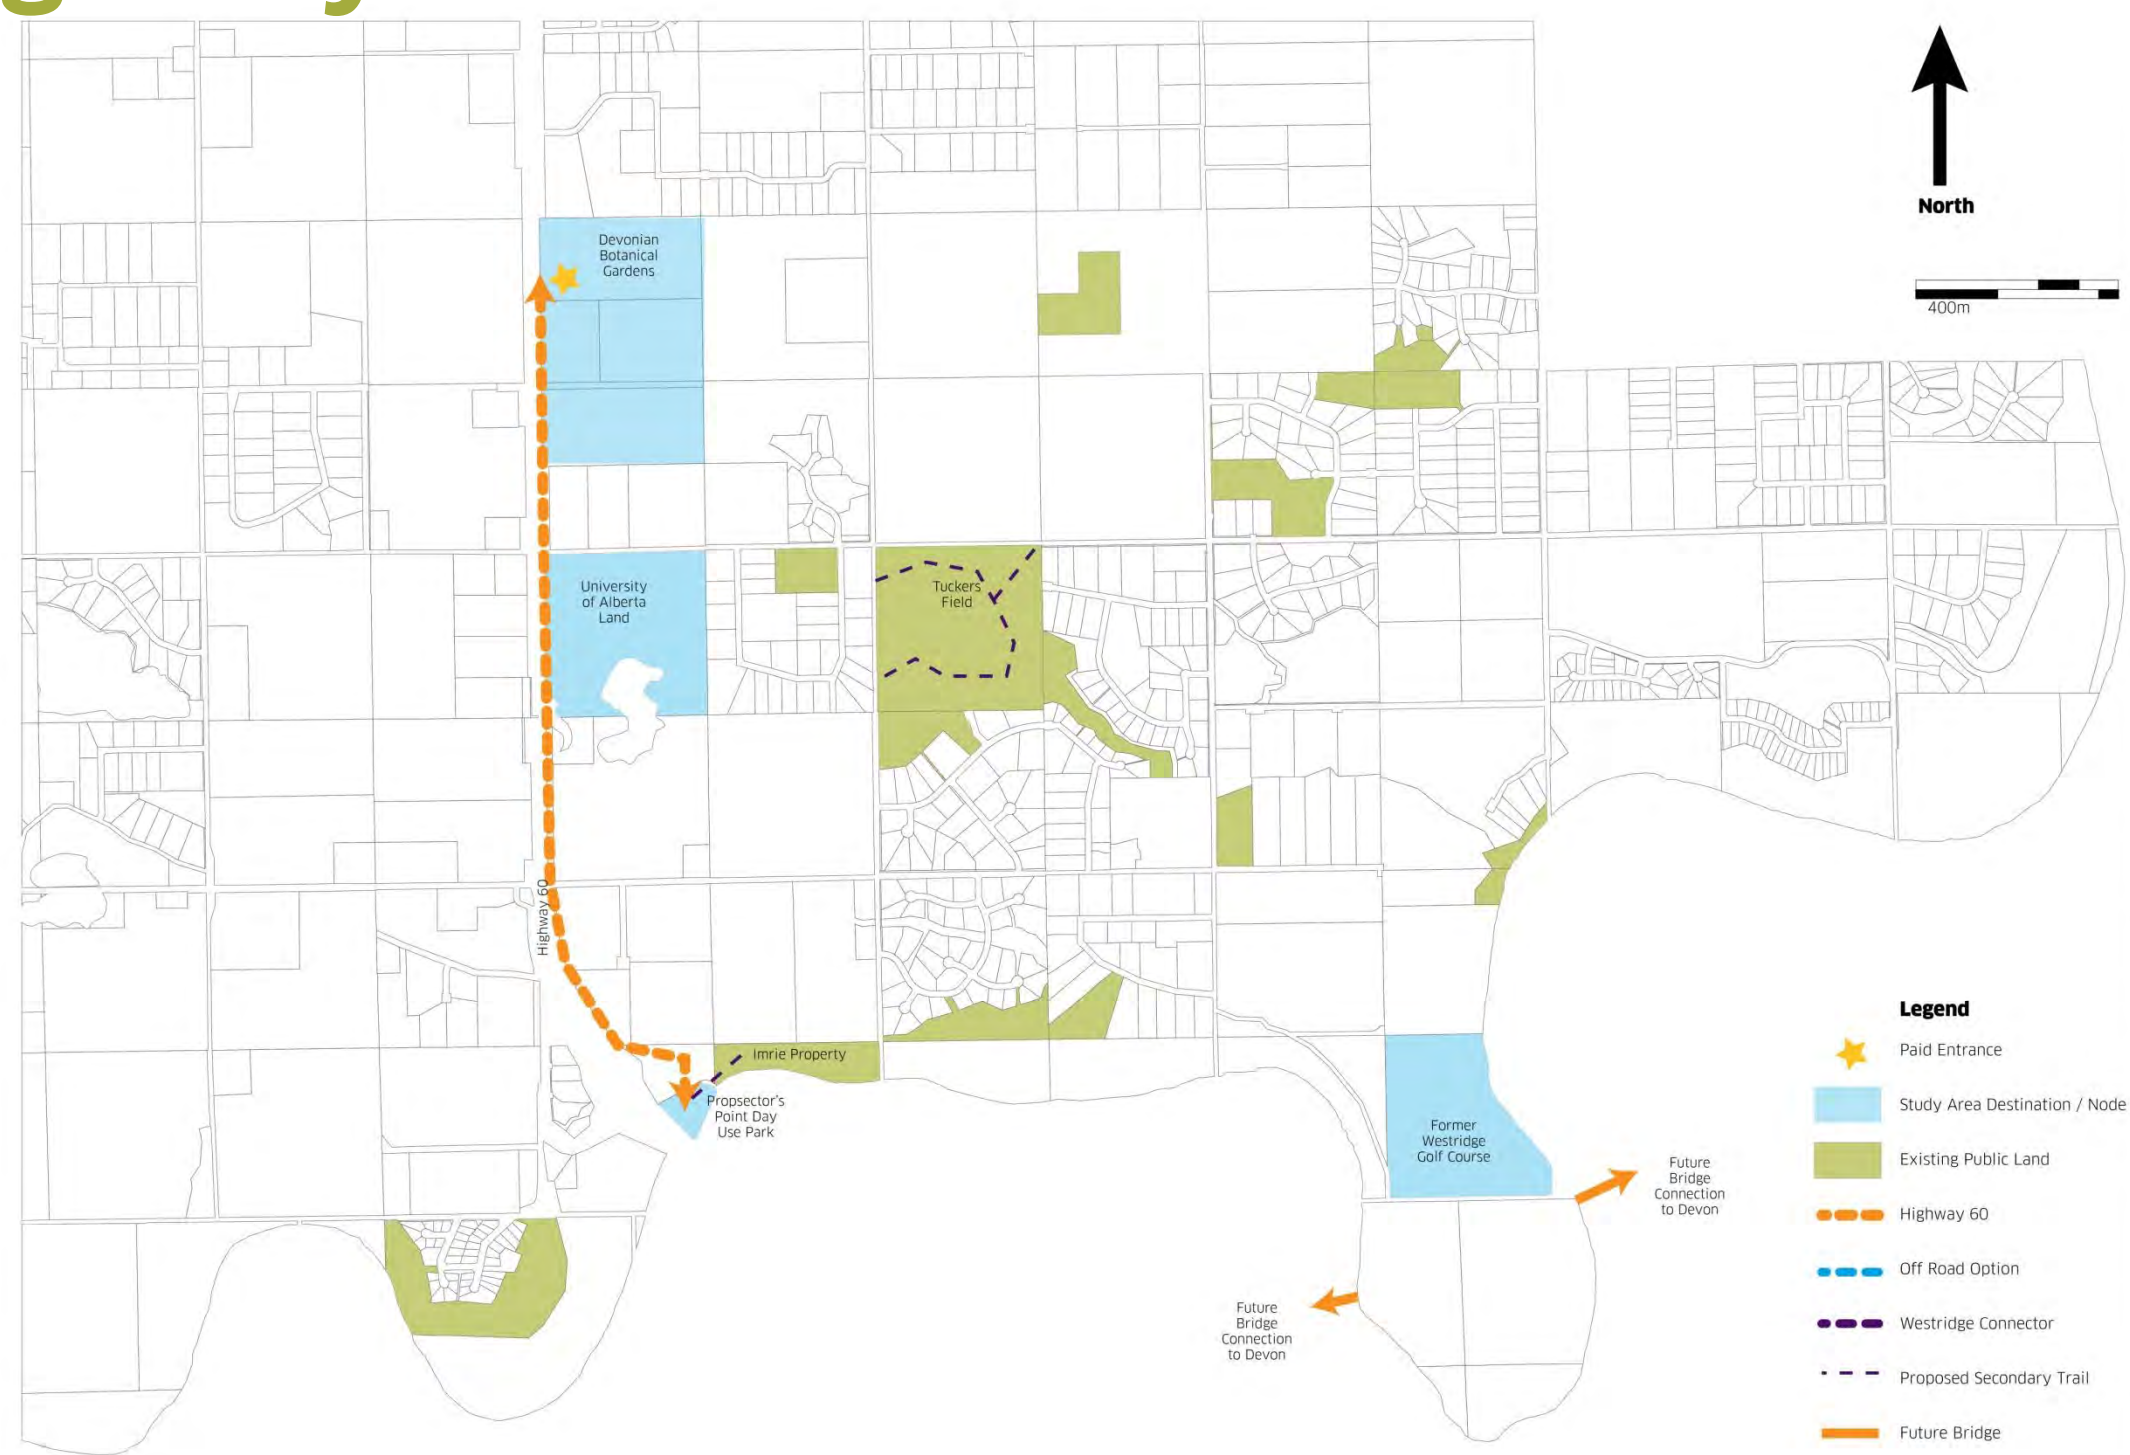 North
400m
Devonian
Botanical
Gardens
University
of Alberta
Land
Tuckers
Field
Highway 60
Imrie Property
Propsector's
Point Day
Use Park
Former
Westridge
Golf Course
Future
Bridge
Connection
to Devon
Future
Bridge
Connection
to Devon
Legend
Paid Entrance
Study Area Destination / Node
Existing Public Land
Highway 60
Off Road Option
Westridge Connector
Proposed Secondary Trail
Future Bridge